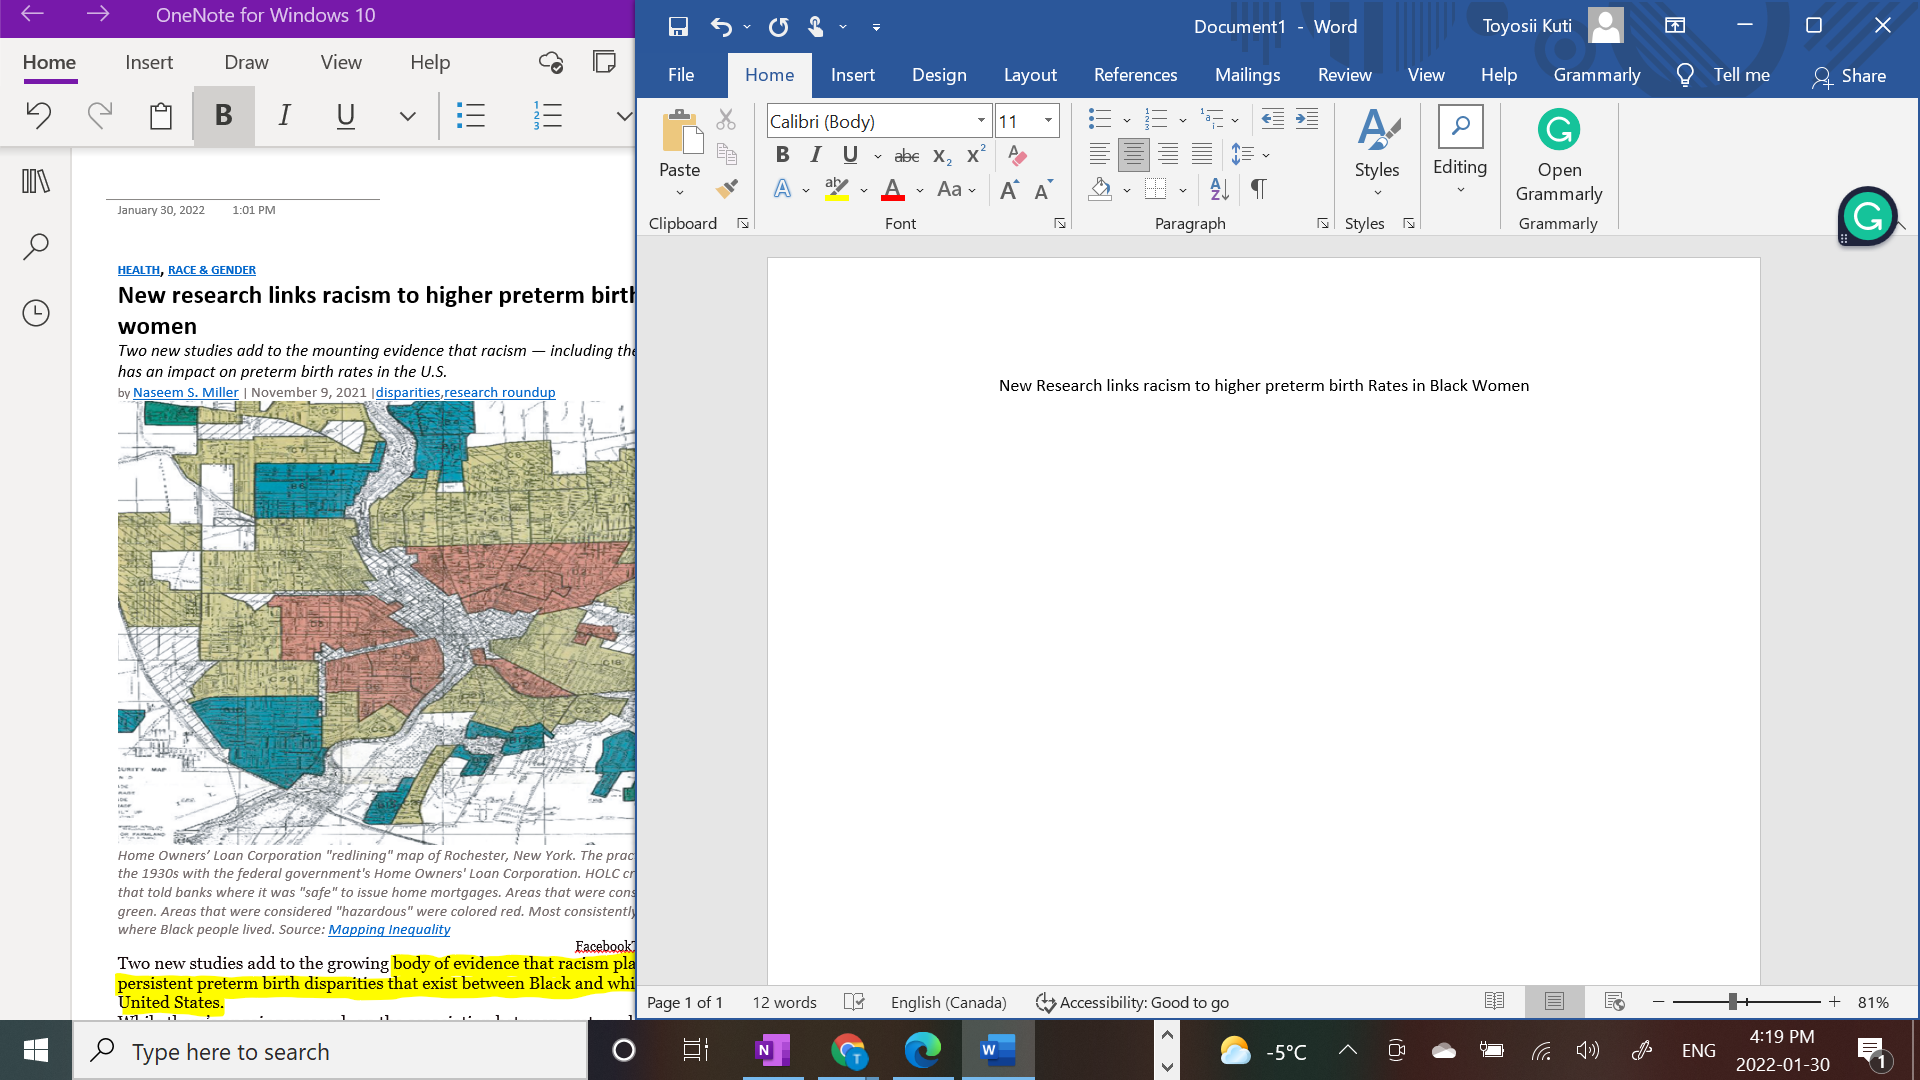 OneNote for Windows 10
Home Insert Draw View Help
B I U
January 30, 2022 1:01 PM
HEALTH, RACE & GENDER
New research links racism to higher preterm birth
women
Two new studies add to the mounting evidence that racism — including the
has an impact on preterm birth rates in the U.S.
by Naseem S. Miller | November 9, 2021 |disparities,research roundup
Home Owners' Loan Corporation "redlining" map of Rochester, New York. The prac
the 1930s with the federal government's Home Owners' Loan Corporation. HOLC cr
that told banks where it was "safe" to issue home mortgages. Areas that were cons
green. Areas that were considered "hazardous" were colored red. Most consistently
where Black people lived. Source: Mapping Inequality
FacebookT
Two new studies add to the growing body of evidence that racism pla
persistent preterm birth disparities that exist between Black and whi
United States.
Document1 - Word
Toyosii Kuti
File Home Insert Design Layout References Mailings Review View Help Grammarly Tell me Share
Paste
Clipboard
Calibri (Body) 11
B I U abc X2 X2
A ab A Aa A A
Font
Paragraph
Styles
Styles
Editing
Open
Grammarly
Grammarly
New Research links racism to higher preterm birth Rates in Black Women
Page 1 of 1 12 words English (Canada) Accessibility: Good to go 81%
Type here to search
-5°C
ENG
4:19 PM
2022-01-30
1